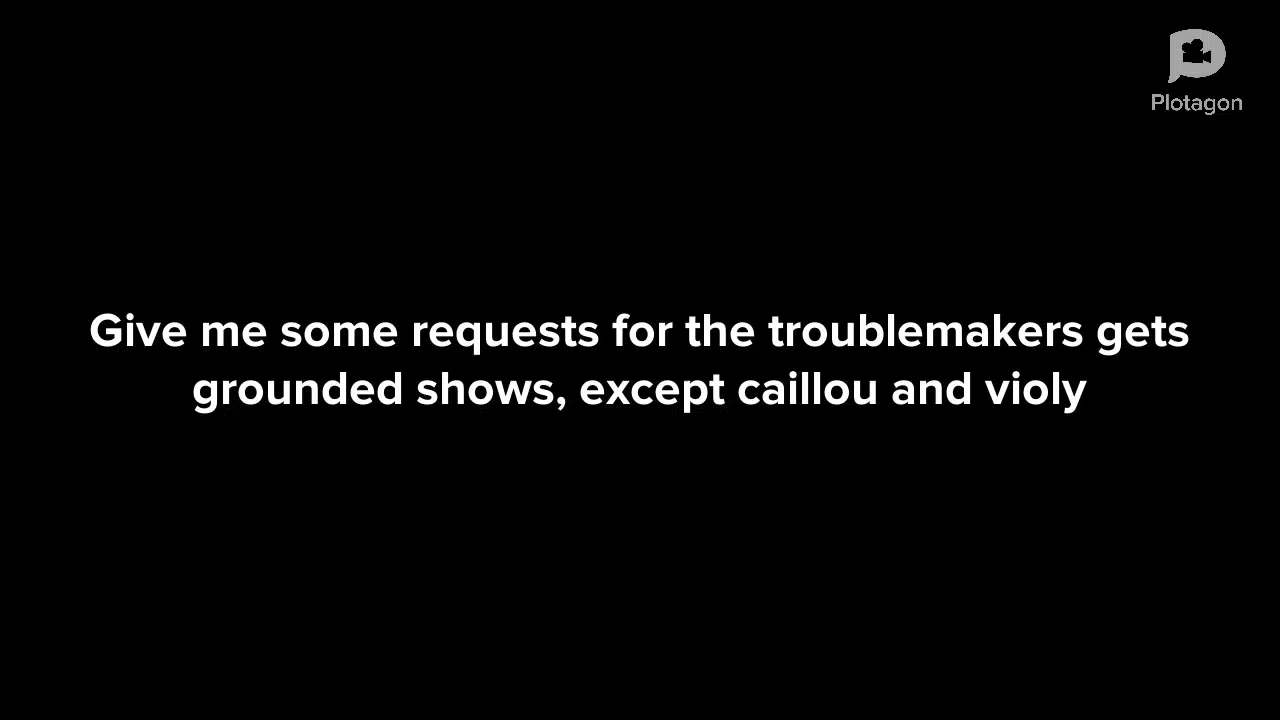 Plotagon
Give me some requests for the troublemakers gets
grounded shows, except caillou and violy